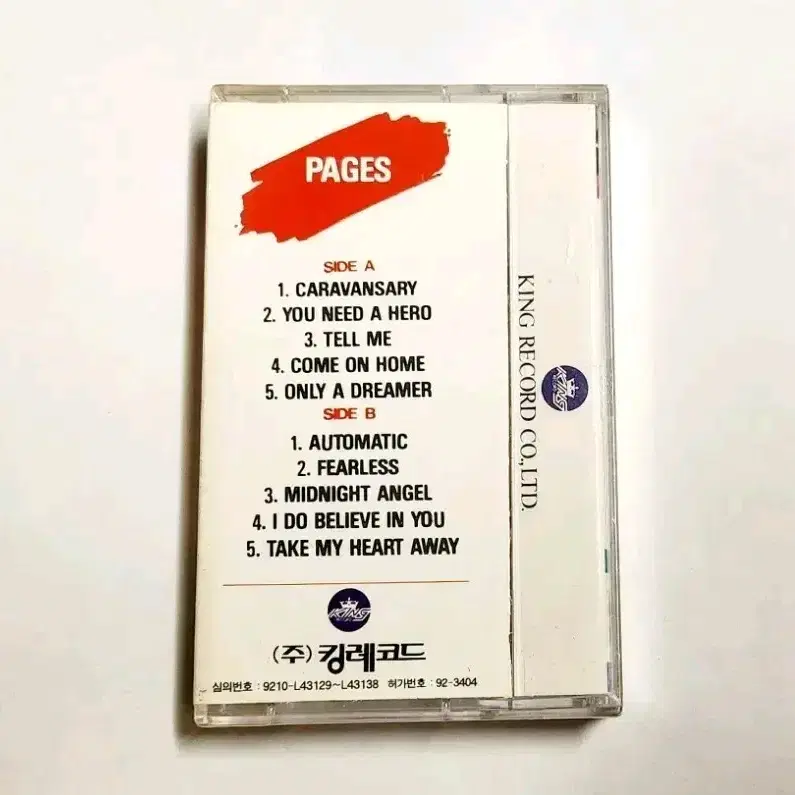 PAGES
SIDE A
1. CARAVANSARY
2. YOU NEED A HERO
3. TELL ME
4. COME ON HOME
5. ONLY A DREAMER
SIDE B
1. AUTOMATIC
2. FEARLESS
3. MIDNIGHT ANGEL
4. I DO BELIEVE IN YOU
5. TAKE MY HEART AWAY
KING
(주) 킹레코드
심의번호 : 9210-L43129~L43138 허가번호 : 92-3404
KING RECORD CO.,LTD.
KING